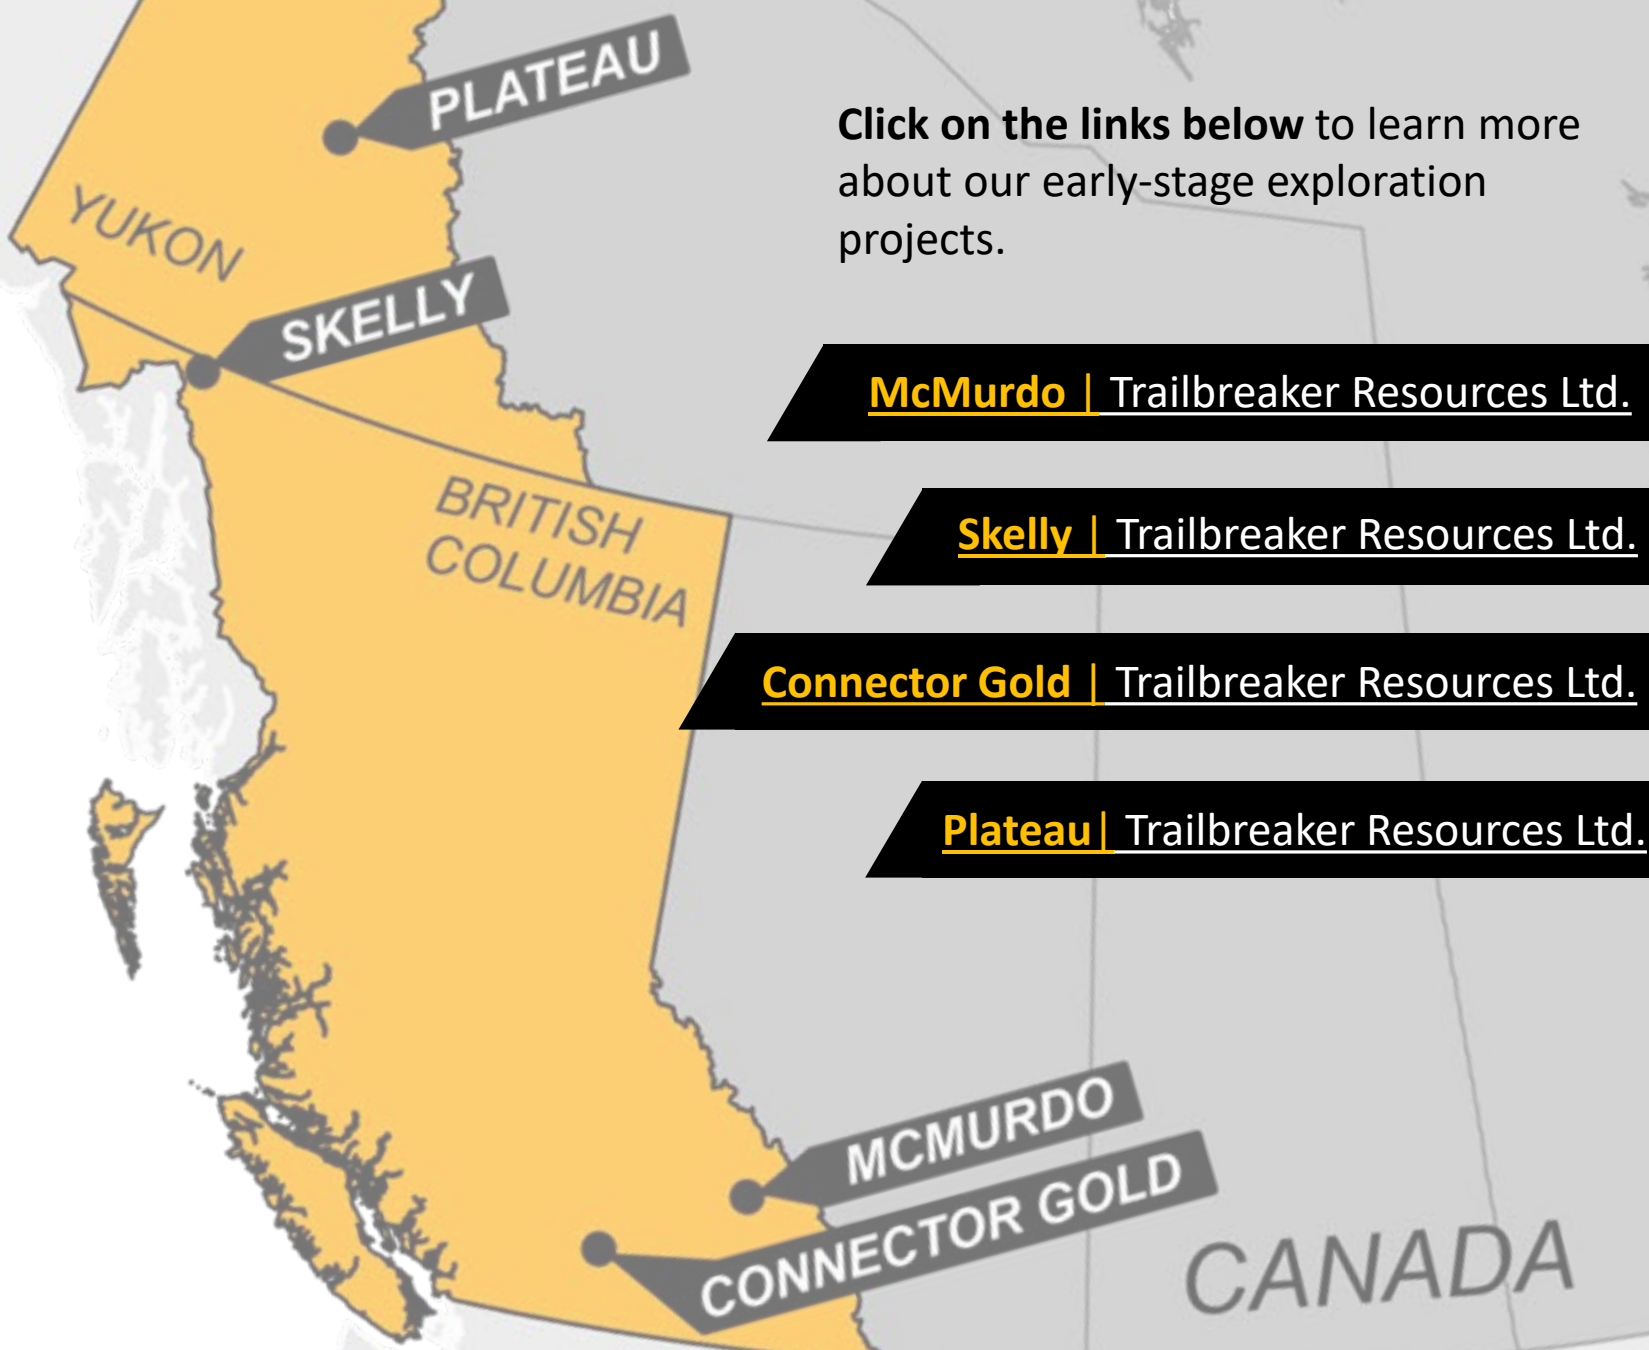 PLATEAU
Click on the links below to learn more
about our early-stage exploration
projects.
YUKON
SKELLY
McMurdo | Trailbreaker Resources Ltd.
BRITISH
COLUMBIA
Skelly | Trailbreaker Resources Ltd.
Connector Gold | Trailbreaker Resources Ltd.
Plateau| Trailbreaker Resources Ltd.
MCMURDO
CONNECTOR GOLD
CANADA